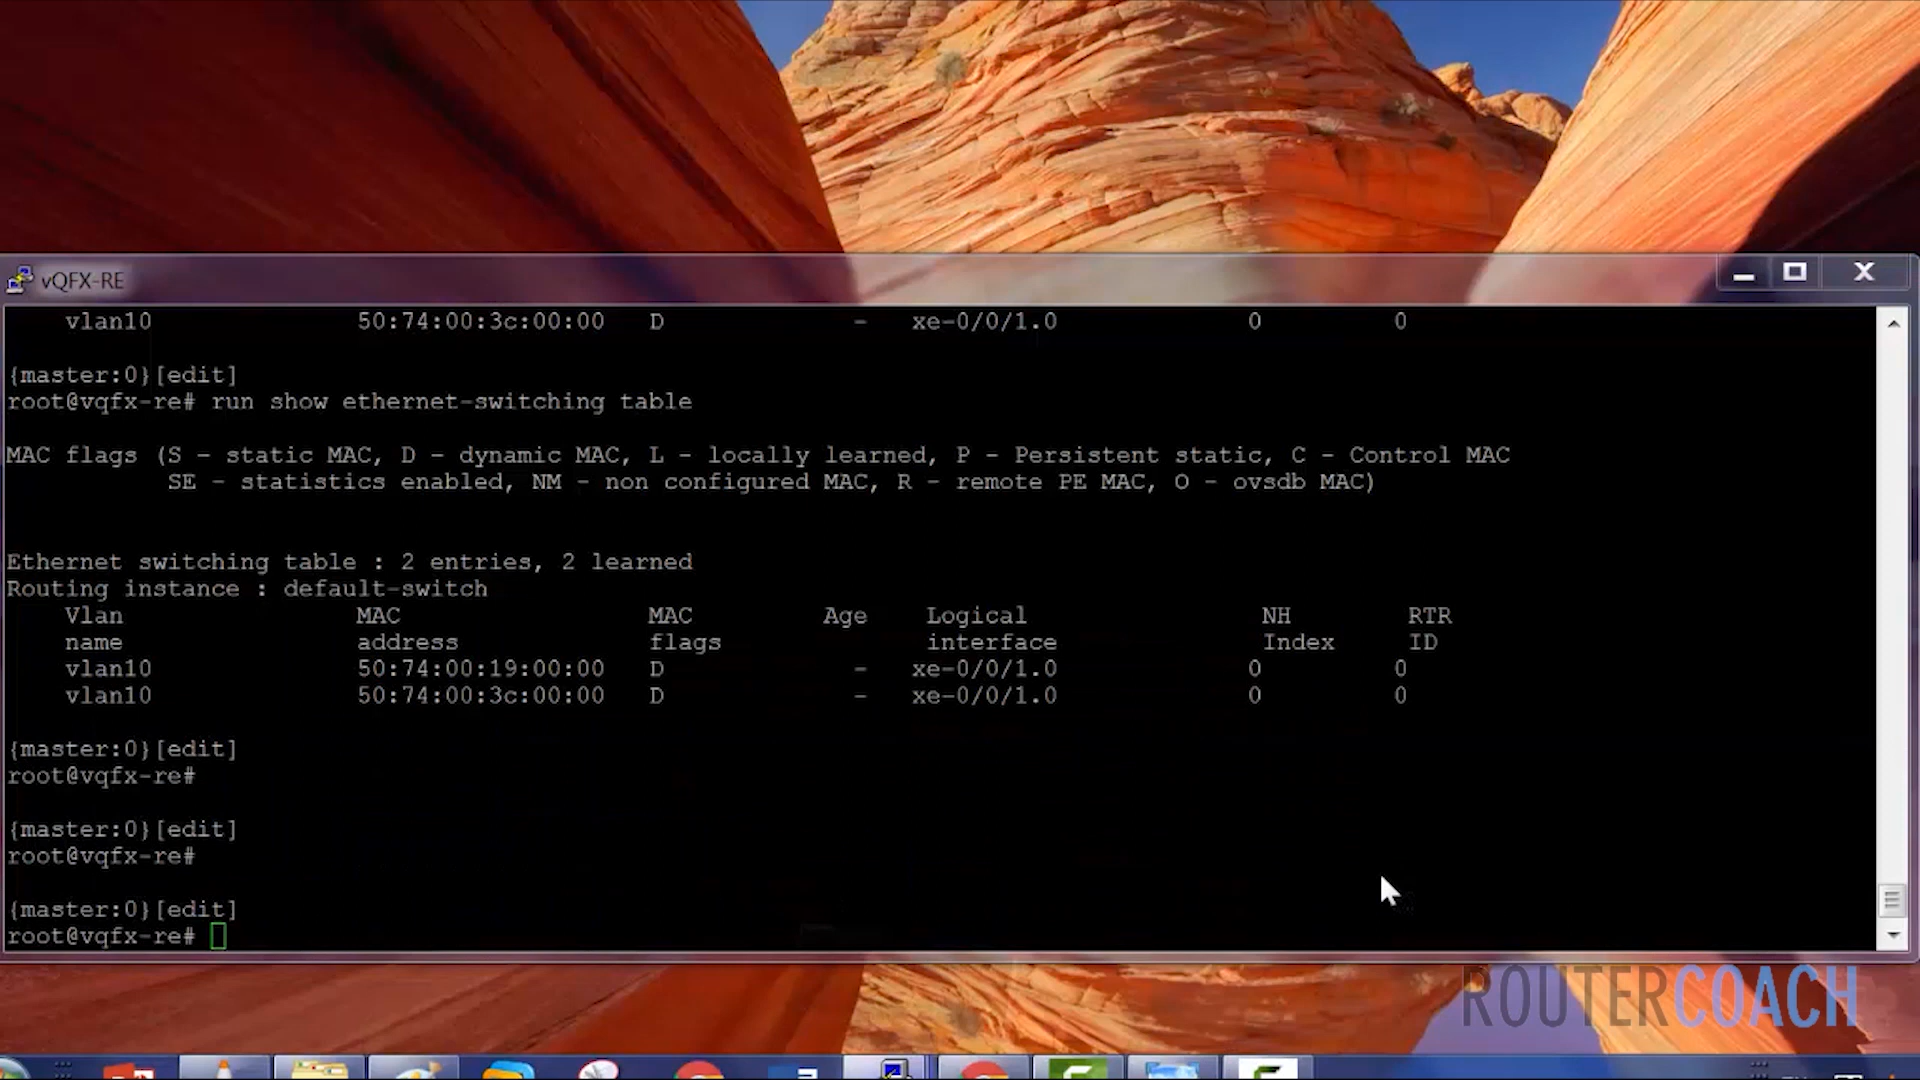 vQFX-RE
vlan10 50:74:00:3c:00:00 D - xe-0/0/1.0 0 0
{master:0}[edit]
root@vqfx-re# run show ethernet-switching table
MAC flags (S - static MAC, D - dynamic MAC, L - locally learned, P - Persistent static, C - Control MAC
SE - statistics enabled, NM - non configured MAC, R - remote PE MAC, O - ovsdb MAC)
Ethernet switching table : 2 entries, 2 learned
Routing instance : default-switch
Vlan MAC MAC Age Logical NH RTR
name address flags interface Index ID
vlan10 50:74:00:19:00:00 D - xe-0/0/1.0 0 0
vlan10 50:74:00:3c:00:00 D - xe-0/0/1.0 0 0
{master:0}[edit]
root@vqfx-re#
{master:0}[edit]
root@vqfx-re#
{master:0}[edit]
root@vqfx-re#
ROUTERCOACH